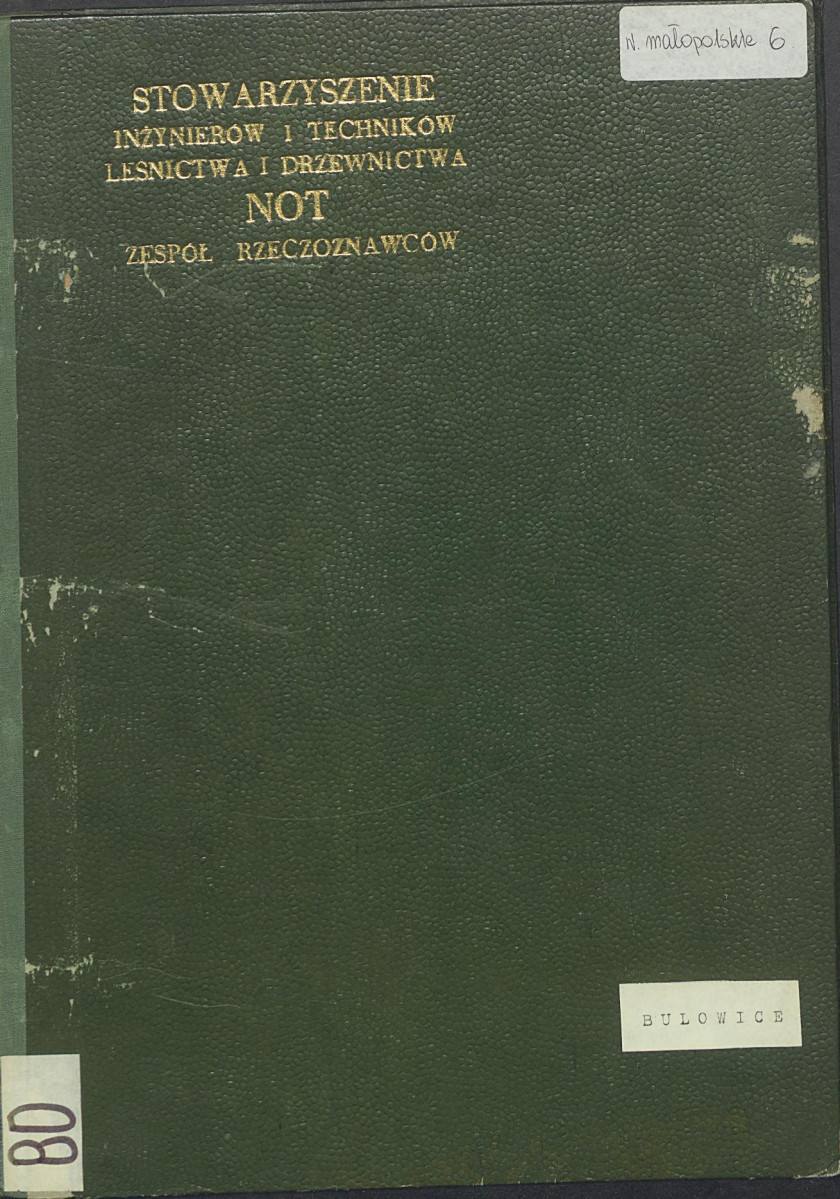 w. małopolskie 6
STOWARZYSZENIE
INŻYNIERÓW I TECHNIKÓW
LEŚNICTWA I DRZEWNICTWA
NOT
ZESPÓŁ RZECZOZNAWCÓW
BULOWICE
BD